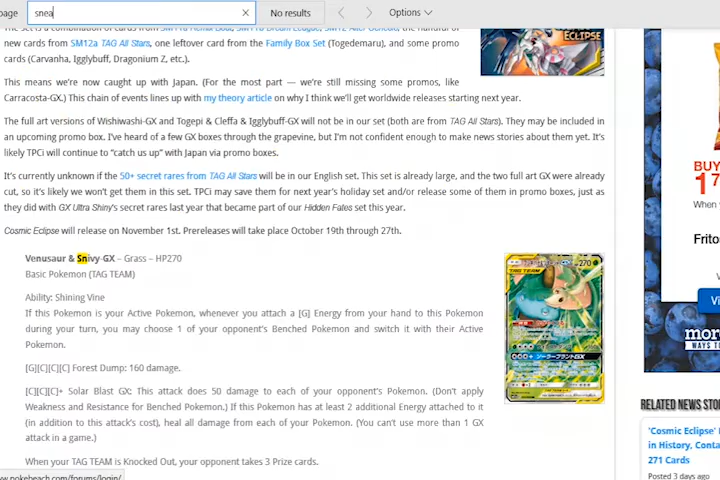 page
snea
No results
Options
new cards from SM12a TAG All Stars, one leftover card from the Family Box Set (Togedemaru), and some promo
cards (Carvanha, Igglybuff, Dragonium Z, etc.).
This means we're now caught up with Japan. (For the most part — we're still missing some promos, like
Carracosta-GX.) This chain of events lines up with my theory article on why I think we'll get worldwide releases starting next year.
The full art versions of Wishiwashi-GX and Togepi & Cleffa & Igglybuff-GX will not be in our set (both are from TAG All Stars). They may be included in
an upcoming promo box. I've heard of a few GX boxes through the grapevine, but I'm not confident enough to make news stories about them yet. It's
likely TPCi will continue to "catch us up" with Japan via promo boxes.
It's currently unknown if the 50+ secret rares from TAG All Stars will be in our English set. This set is already large, and the two full art GX were already
cut, so it's likely we won't get them in this set. TPCi may save them for next year's holiday set and/or release some of them in promo boxes, just as
they did with GX Ultra Shiny's secret rares last year that became part of our Hidden Fates set this year.
Cosmic Eclipse will release on November 1st. Prereleases will take place October 19th through 27th.
Venusaur & Snivy-GX – Grass – HP270
Basic Pokemon (TAG TEAM)
Ability: Shining Vine
If this Pokemon is your Active Pokemon, whenever you attach a [G] Energy from your hand to this Pokemon
during your turn, you may choose 1 of your opponent's Benched Pokemon and switch it with their Active
Pokemon.
[G][C][C][C] Forest Dump: 160 damage.
[C][C][C][C]+ Solar Blast GX: This attack does 50 damage to each of your opponent's Pokemon. (Don't apply
Weakness and Resistance for Benched Pokemon.) If this Pokemon has at least 2 additional Energy attached to it
(in addition to this attack's cost), heal all damage from each of your Pokemon. (You can't use more than 1 GX
attack in a game.)
When your TAG TEAM is Knocked Out, your opponent takes 3 Prize cards.
ww.pokebeach.com/forums/login/
ECLIPSE
270
TAG TEAM
ソーラープラントGX
BUY
17
When y
Frito
Vi
more
WAYS TO
RELATED NEWS STO
'Cosmic Eclipse'
in History, Conta
271 Cards
Posted 3 days ago